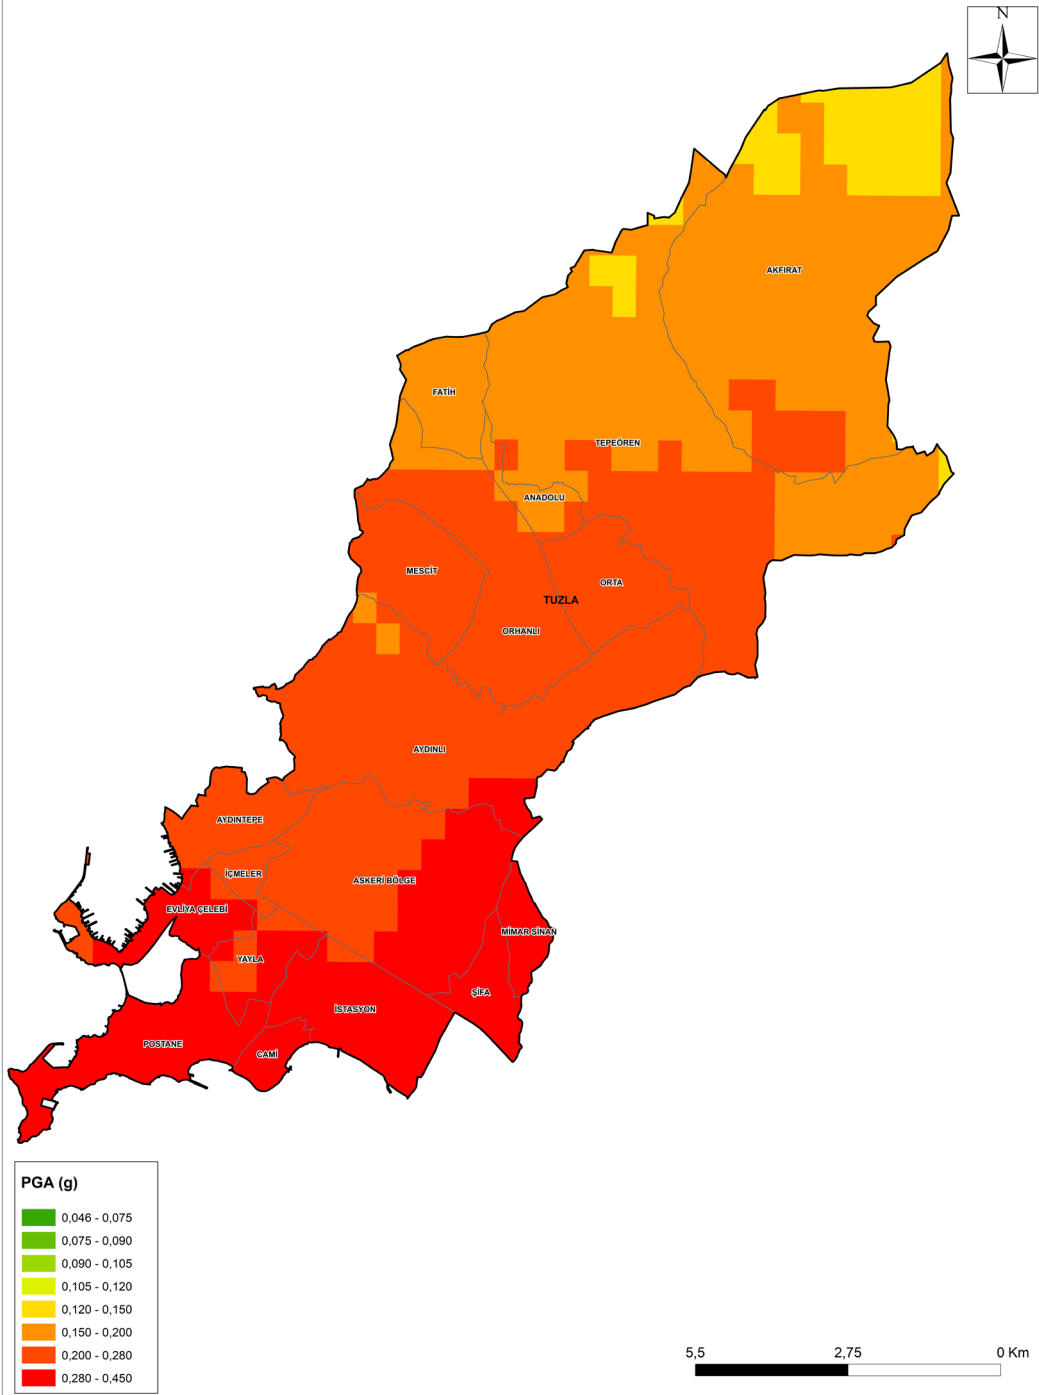 N
AKFIRAT
FATİH
TEPEÖREN
ANADOLU
MESCİT
ORTA
TUZLA
ORHANLI
AYDINLI
AYDINTEPE
İÇMELER
ASKERİ BÖLGE
EVLİYA ÇELEBİ
MİMAR SİNAN
YAYLA
ŞİFA
İSTASYON
POSTANE
CAMİ
PGA (g)
0,046 - 0,075
0,075 - 0,090
0,090 - 0,105
0,105 - 0,120
0,120 - 0,150
0,150 - 0,200
0,200 - 0,280
0,280 - 0,450
5,5 2,75 0 Km